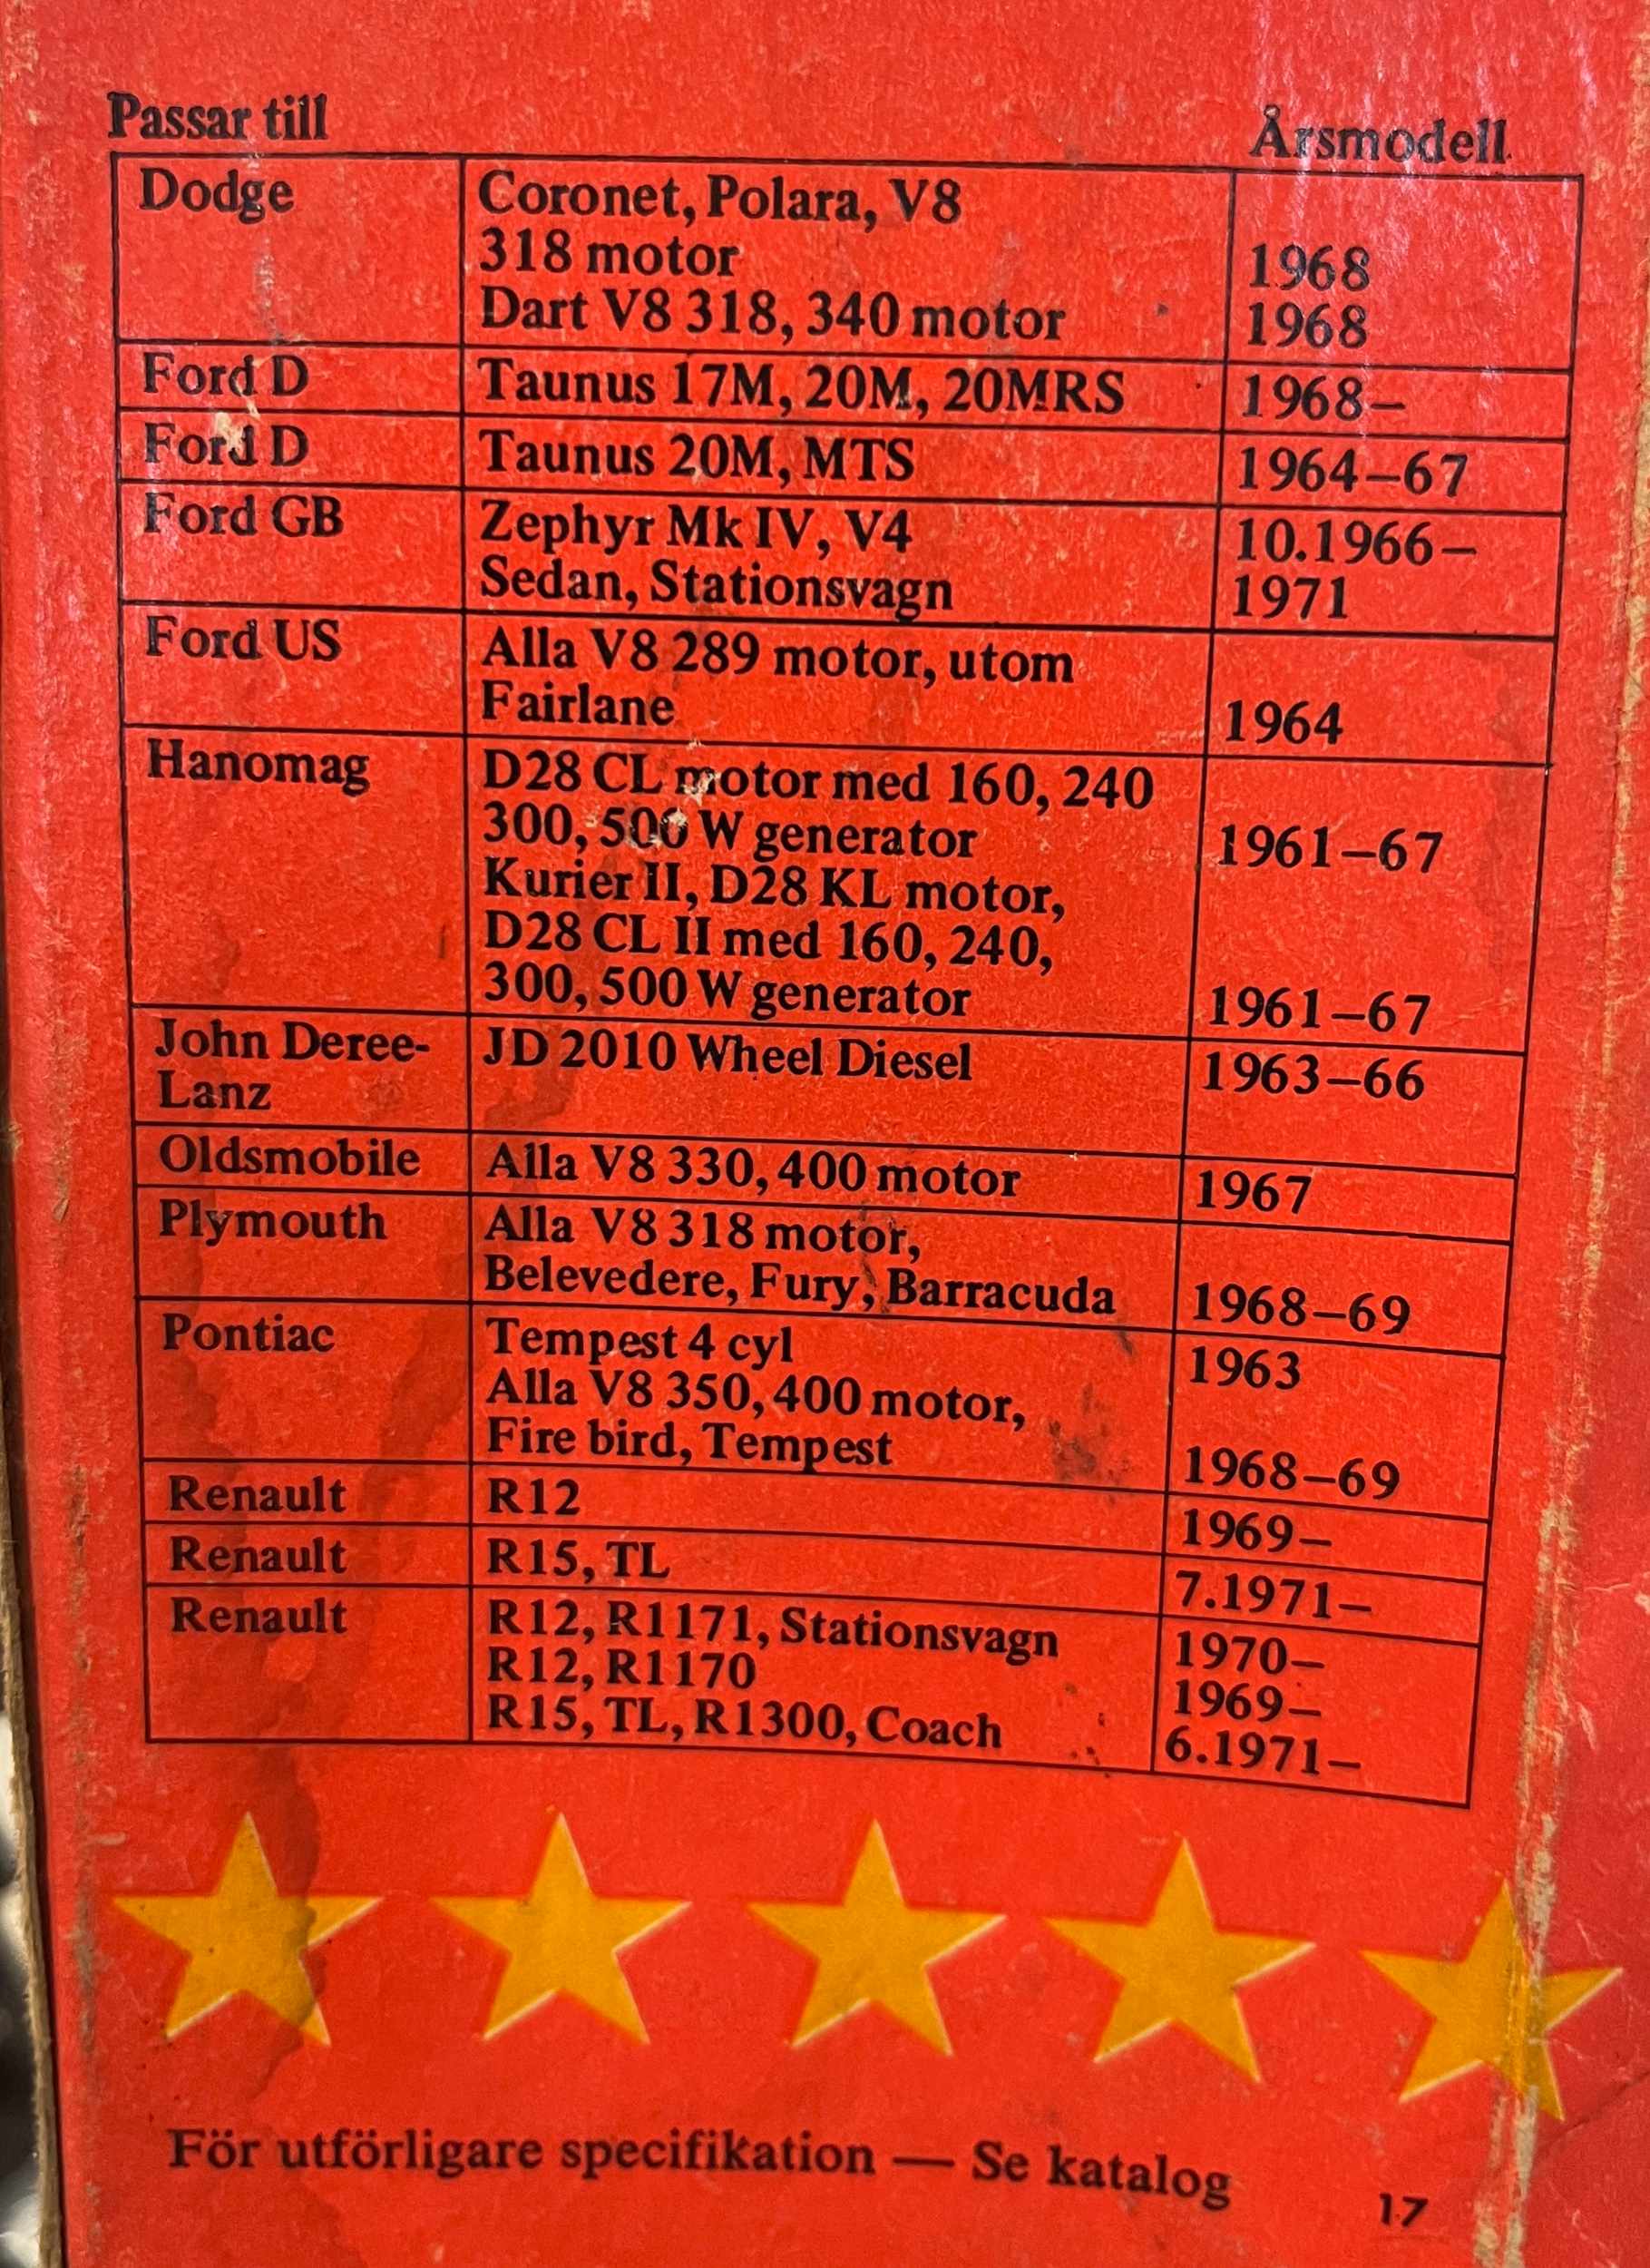 Passar till Årsmodell
Dodge Coronet, Polara, V8
318 motor 1968
Dart V8 318, 340 motor 1968
Ford D Taunus 17M, 20M, 20MRS 1968–
Ford D Taunus 20M, MTS 1964–67
Ford GB Zephyr Mk IV, V4 10.1966–
Sedan, Stationsvagn 1971
Ford US Alla V8 289 motor, utom
Fairlane 1964
Hanomag D28 CL motor med 160, 240
300, 500 W generator 1961–67
Kurier II, D28 KL motor,
D28 CL II med 160, 240,
300, 500 W generator 1961–67
John Deree- JD 2010 Wheel Diesel 1963–66
Lanz
Oldsmobile Alla V8 330, 400 motor 1967
Plymouth Alla V8 318 motor,
Belevedere, Fury, Barracuda 1968–69
Pontiac Tempest 4 cyl 1963
Alla V8 350, 400 motor,
Fire bird, Tempest 1968–69
Renault R12 1969–
Renault R15, TL 7.1971–
Renault R12, R1171, Stationsvagn 1970–
R12, R1170 1969–
R15, TL, R1300, Coach 6.1971–
För utförligare specifikation — Se katalog
17